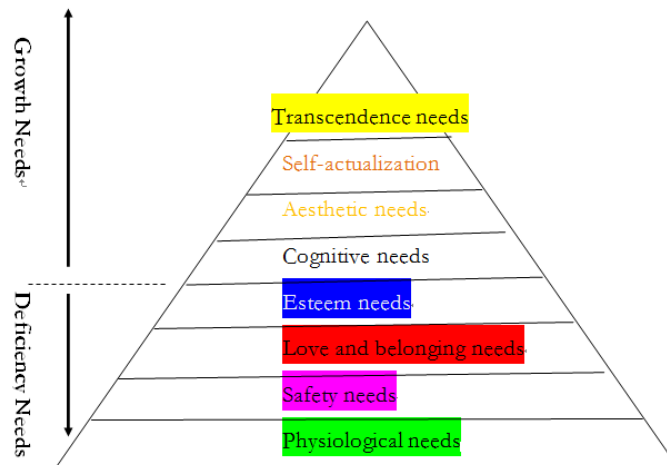 Growth Needs
Transcendence needs
Self-actualization
Aesthetic needs
Cognitive needs
Deficiency Needs
Esteem needs
Love and belonging needs
Safety needs
Physiological needs